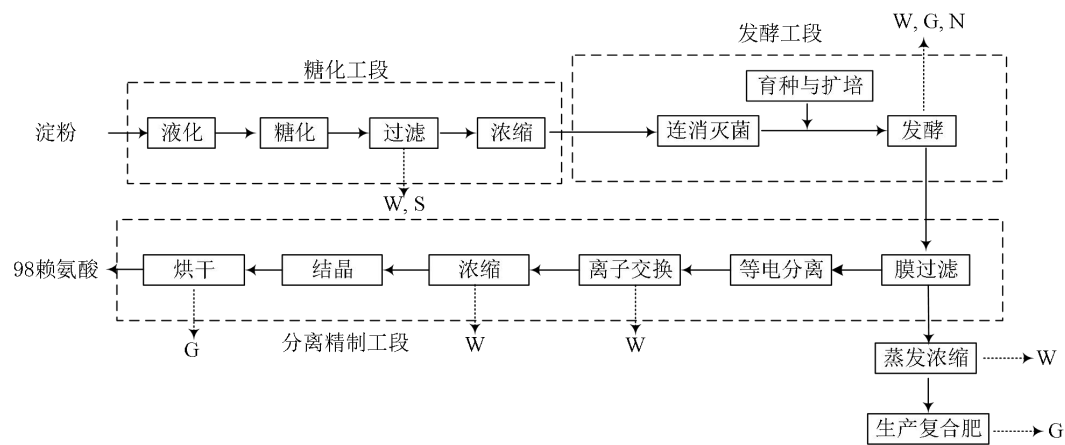 W, G, N
发酵工段
糖化工段
育种与扩培
淀粉
液化
糖化
过滤
浓缩
连消灭菌
发酵
W, S
98赖氨酸
烘干
结晶
浓缩
离子交换
等电分离
膜过滤
G
分离精制工段
W
W
蒸发浓缩
W
生产复合肥
G